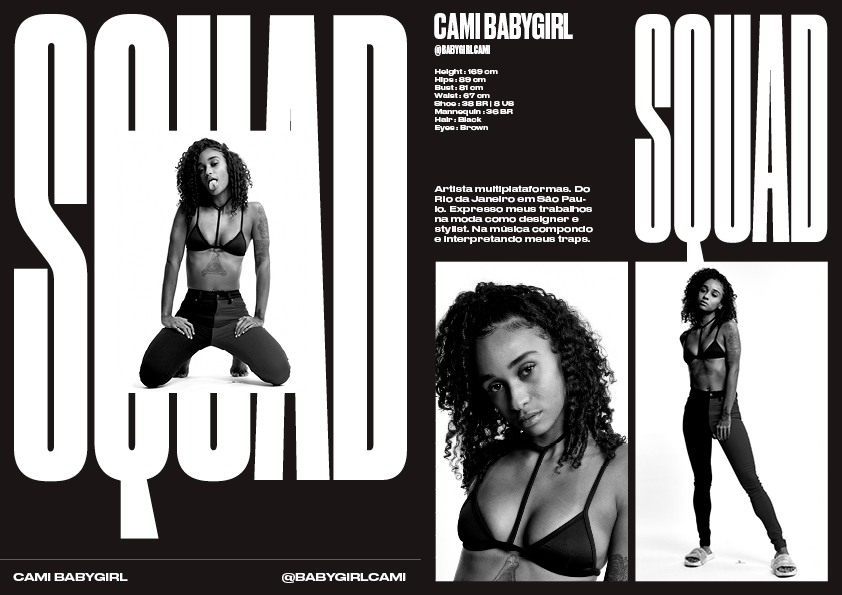 SQUAD
CAMI BABYGIRL
@BABYGIRLCAMI
CAMI BABYGIRL
@BABYGIRLCAMI
Height : 169 cm
Hips : 89 cm
Bust : 81 cm
Waist : 67 cm
Shoe : 38 BR | 8 US
Mannequin : 36 BR
Hair : Black
Eyes : Brown
Artista multiplataformas. Do
Rio da Janeiro em São Pau-
lo. Expresso meus trabalhos
na moda como designer e
stylist. Na música compondo
e interpretando meus traps.
SQUAD